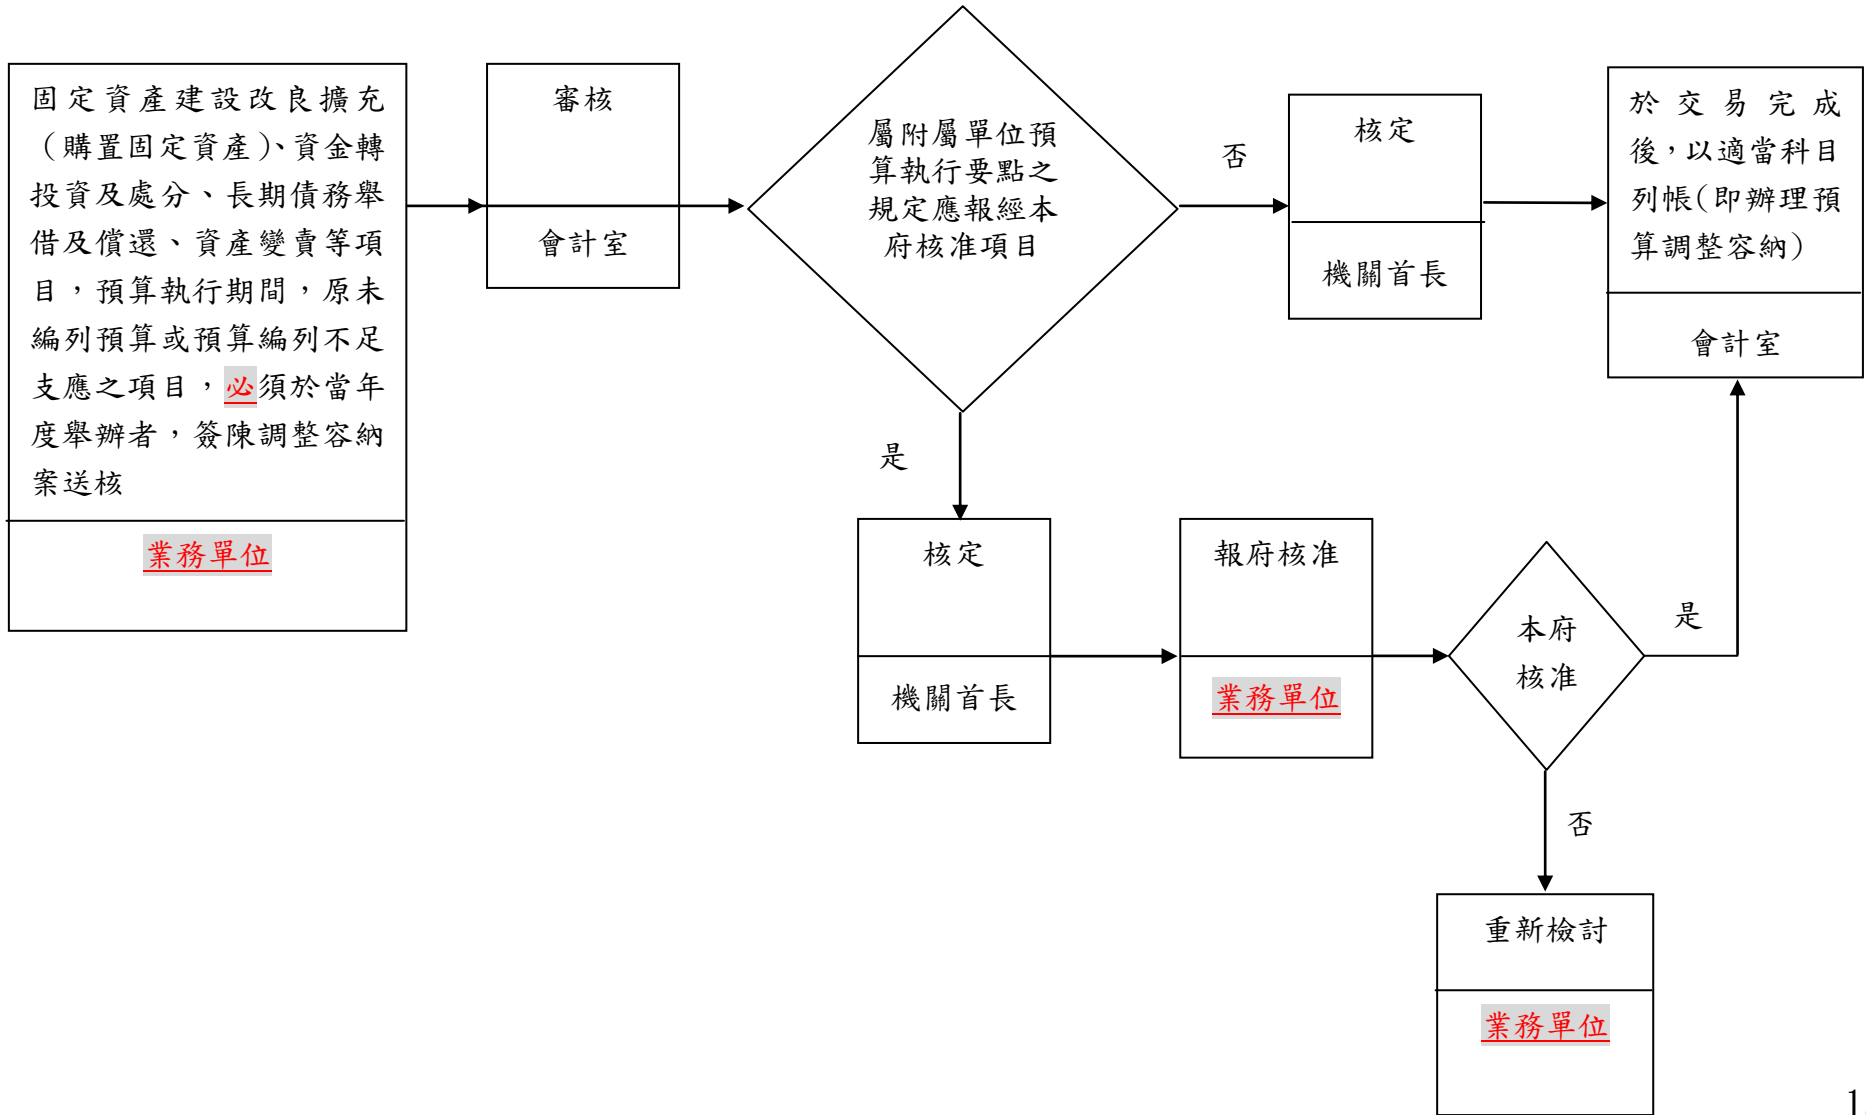 固定資產建設改良擴充
（購置固定資產）、資金轉
投資及處分、長期債務舉
借及償還、資產變賣等項
目，預算執行期間，原未
編列預算或預算編列不足
支應之項目，必須於當年
度舉辦者，簽陳調整容納
案送核
業務單位
審核
會計室
屬附屬單位預
算執行要點之
規定應報經本
府核准項目
否
核定
機關首長
於交易完成
後，以適當科目
列帳(即辦理預
算調整容納)
會計室
是
核定
機關首長
報府核准
業務單位
本府
核准
是
否
重新檢討
業務單位
1